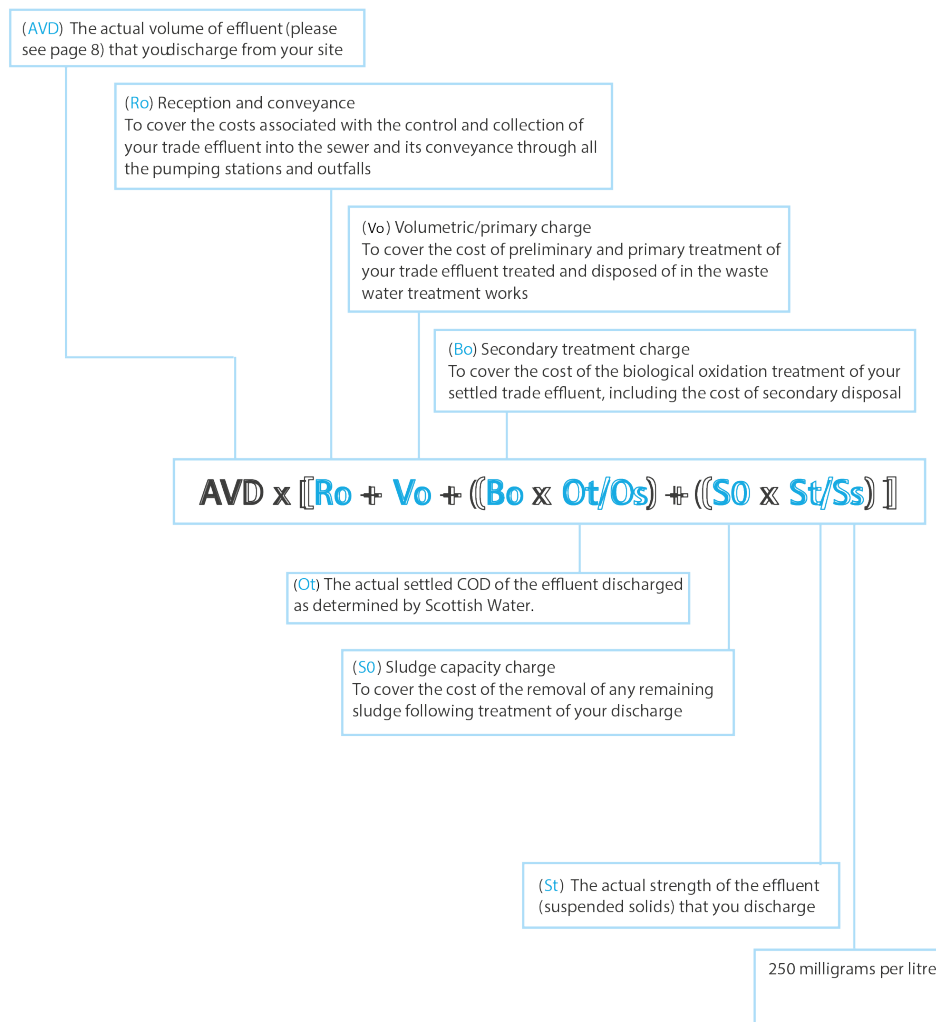 (AVD) The actual volume of effluent (please
see page 8) that you discharge from your site
(Ro) Reception and conveyance
To cover the costs associated with the control and collection of
your trade effluent into the sewer and its conveyance through all
the pumping stations and outfalls
(Vo) Volumetric/primary charge
To cover the cost of preliminary and primary treatment of
your trade effluent treated and disposed of in the waste
water treatment works
(Bo) Secondary treatment charge
To cover the cost of the biological oxidation treatment of your
settled trade effluent, including the cost of secondary disposal
AVD x [Ro + Vo + (Bo x Ot/Os) + (S0 x St/Ss) ]
(Ot) The actual settled COD of the effluent discharged
as determined by Scottish Water.
(S0) Sludge capacity charge
To cover the cost of the removal of any remaining
sludge following treatment of your discharge
(St) The actual strength of the effluent
(suspended solids) that you discharge
250 milligrams per litre